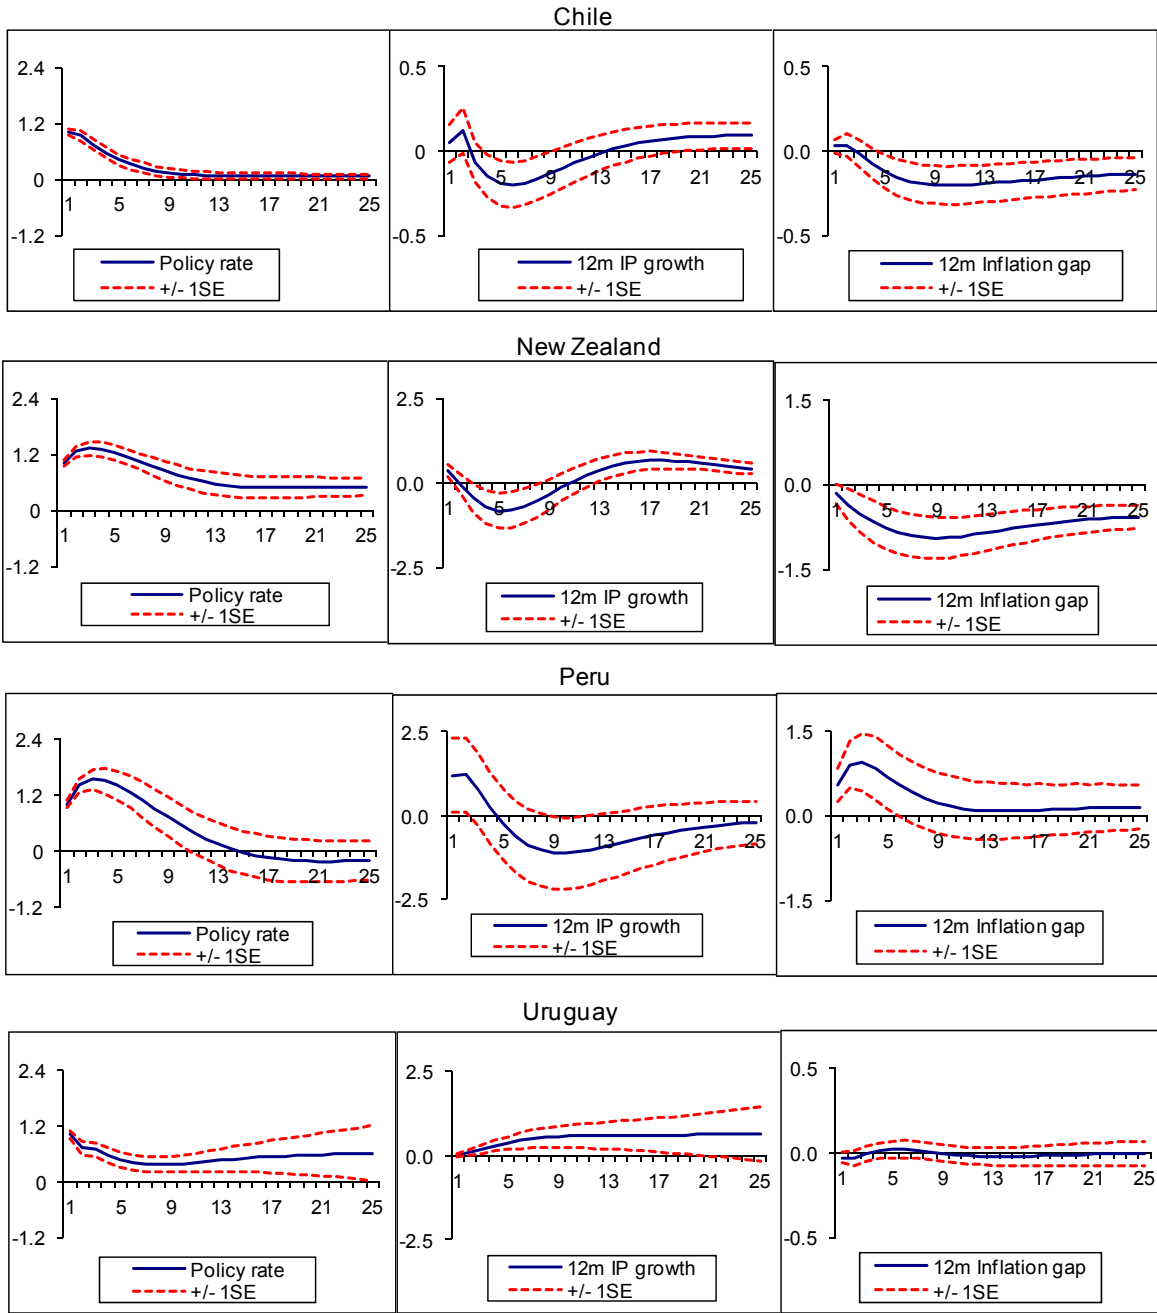 Chile
2.4
1.2
0
-1.2
1 5 9 13 17 21 25
Policy rate
+/- 1SE
0.5
0
-0.5
1 5 9 13 17 21 25
12m IP growth
+/- 1SE
0.5
0.0
-0.5
1 5 9 13 17 21 25
12m Inflation gap
+/- 1SE
New Zealand
2.4
1.2
0
-1.2
1 5 9 13 17 21 25
Policy rate
+/- 1SE
2.5
0.0
-2.5
1 5 9 13 17 21 25
12m IP growth
+/- 1SE
1.5
0.0
-1.5
1 5 9 13 17 21 25
12m Inflation gap
+/- 1SE
Peru
2.4
1.2
0
-1.2
1 5 9 13 17 21 25
Policy rate
+/- 1SE
2.5
0.0
-2.5
1 5 9 13 17 21 25
12m IP growth
+/- 1SE
1.5
0.0
-1.5
1 5 9 13 17 21 25
12m Inflation gap
+/- 1SE
Uruguay
2.4
1.2
0
-1.2
1 5 9 13 17 21 25
Policy rate
+/- 1SE
2.5
0.0
-2.5
1 5 9 13 17 21 25
12m IP growth
+/- 1SE
0.5
0.0
-0.5
1 5 9 13 17 21 25
12m Inflation gap
+/- 1SE